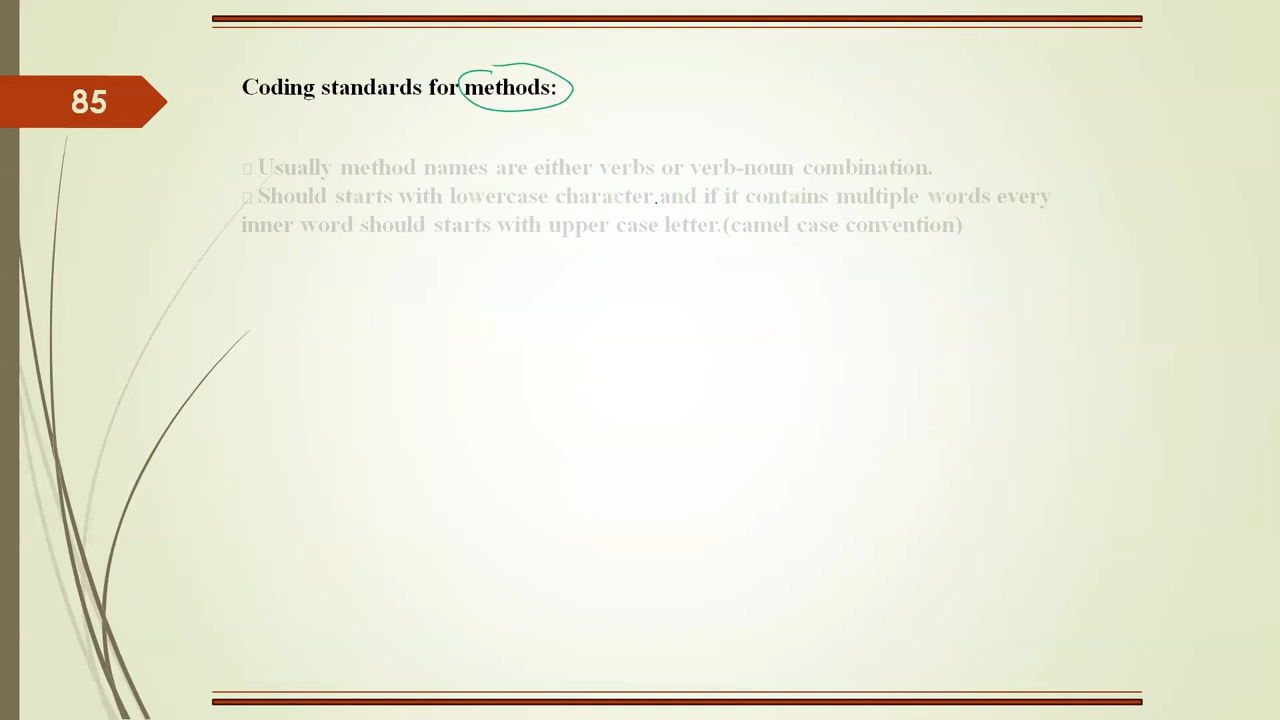 Coding standards for methods:
85
▯ Usually method names are either verbs or verb-noun combination.
▯ Should starts with lowercase character.and if it contains multiple words every
inner word should starts with upper case letter.(camel case convention)